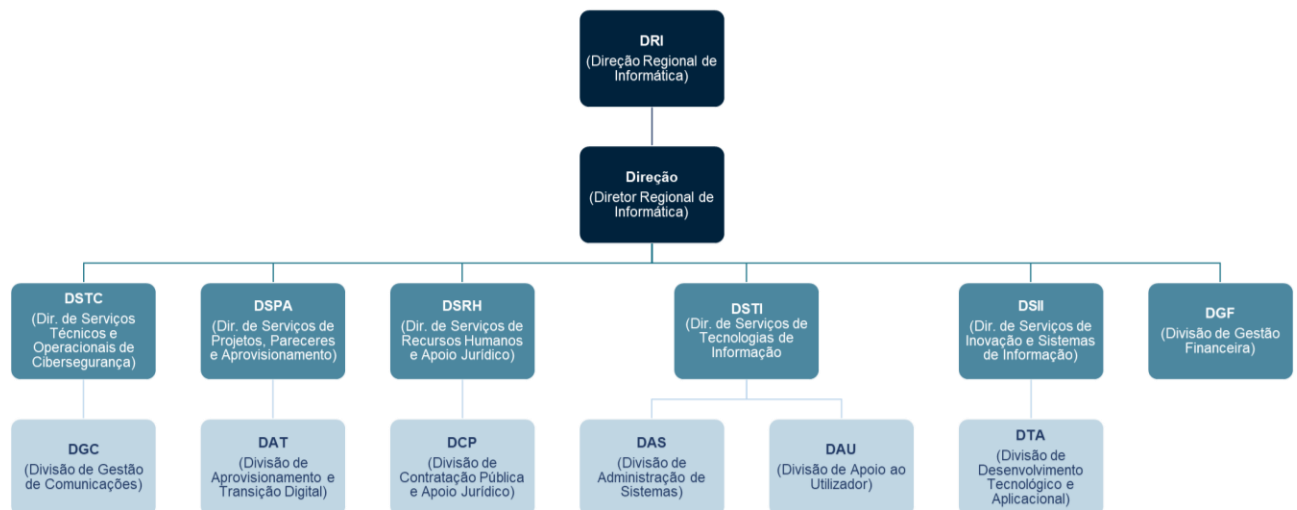 DRI
(Direção Regional de
Informática)
Direção
(Diretor Regional de
Informática)
DSTC
(Dir. de Serviços
Técnicos e
Operacionais de
Cibersegurança)
DSPA
(Dir. de Serviços de
Projetos, Pareceres
e Aprovisionamento)
DSRH
(Dir. de Serviços de
Recursos Humanos
e Apoio Jurídico)
DSTI
(Dir. de Serviços de
Tecnologias de
Informação
DSII
(Dir. de Serviços de
Inovação e Sistemas
de Informação)
DGF
(Divisão de Gestão
Financeira)
DGC
(Divisão de Gestão
de Comunicações)
DAT
(Divisão de
Aprovisionamento e
Transição Digital)
DCP
(Divisão de
Contratação Pública
e Apoio Jurídico)
DAS
(Divisão de
Administração de
Sistemas)
DAU
(Divisão de Apoio ao
Utilizador)
DTA
(Divisão de
Desenvolvimento
Tecnológico e
Aplicacional)